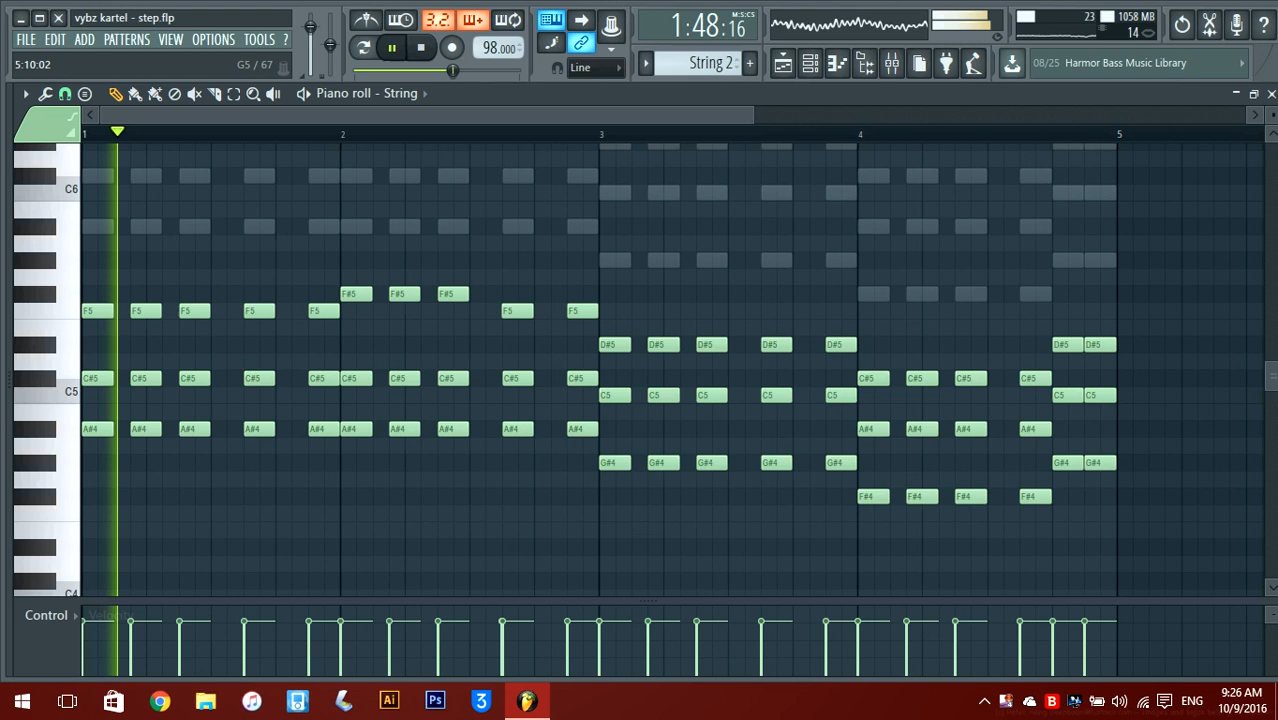 vybz kartel - step.flp
FILE EDIT ADD PATTERNS VIEW OPTIONS TOOLS ?
5:10:02 G5 / 67
3.2.
98.000
Line
1:48:16 M:S:CS
String 2
23 1058 MB
14
08/25 Harmor Bass Music Library
Piano roll - String
1 2 3 4 5
C6
F#5 F#5 F#5
F5 F5 F5 F5 F5 F5 F5
D#5 D#5 D#5 D#5 D#5 D#5 D#5
C#5 C#5 C#5 C#5 C#5 C#5 C#5 C#5 C#5 C#5 C#5 C#5 C#5 C#5
C5 C5 C5 C5 C5 C5 C5 C5
A#4 A#4 A#4 A#4 A#4 A#4 A#4 A#4 A#4 A#4 A#4 A#4 A#4 A#4
G#4 G#4 G#4 G#4 G#4 G#4 G#4
F#4 F#4 F#4 F#4
C4
Control Velocity
Ai Ps 3 B ENG
9:26 AM
10/9/2016